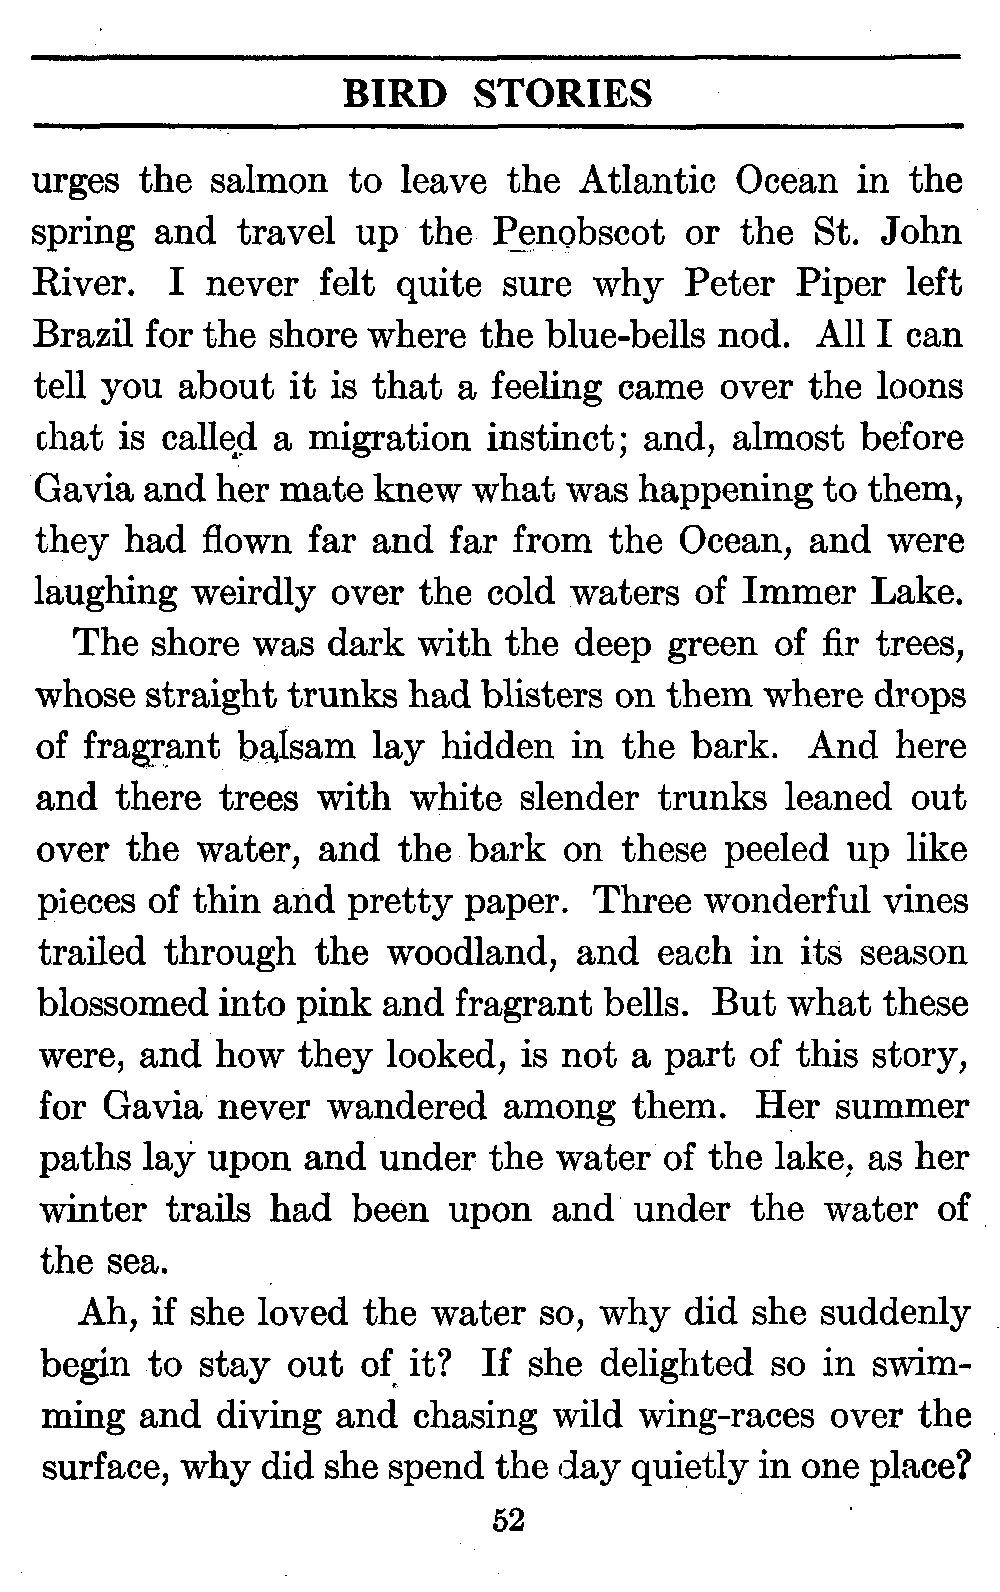 BIRD STORIES
urges the salmon to leave the Atlantic Ocean in the
spring and travel up the Penobscot or the St. John
River. I never felt quite sure why Peter Piper left
Brazil for the shore where the blue-bells nod. All I can
tell you about it is that a feeling came over the loons
that is called a migration instinct; and, almost before
Gavia and her mate knew what was happening to them,
they had flown far and far from the Ocean, and were
laughing weirdly over the cold waters of Immer Lake.
The shore was dark with the deep green of fir trees,
whose straight trunks had blisters on them where drops
of fragrant balsam lay hidden in the bark. And here
and there trees with white slender trunks leaned out
over the water, and the bark on these peeled up like
pieces of thin and pretty paper. Three wonderful vines
trailed through the woodland, and each in its season
blossomed into pink and fragrant bells. But what these
were, and how they looked, is not a part of this story,
for Gavia never wandered among them. Her summer
paths lay upon and under the water of the lake, as her
winter trails had been upon and under the water of
the sea.
Ah, if she loved the water so, why did she suddenly
begin to stay out of it? If she delighted so in swim-
ming and diving and chasing wild wing-races over the
surface, why did she spend the day quietly in one place?
52